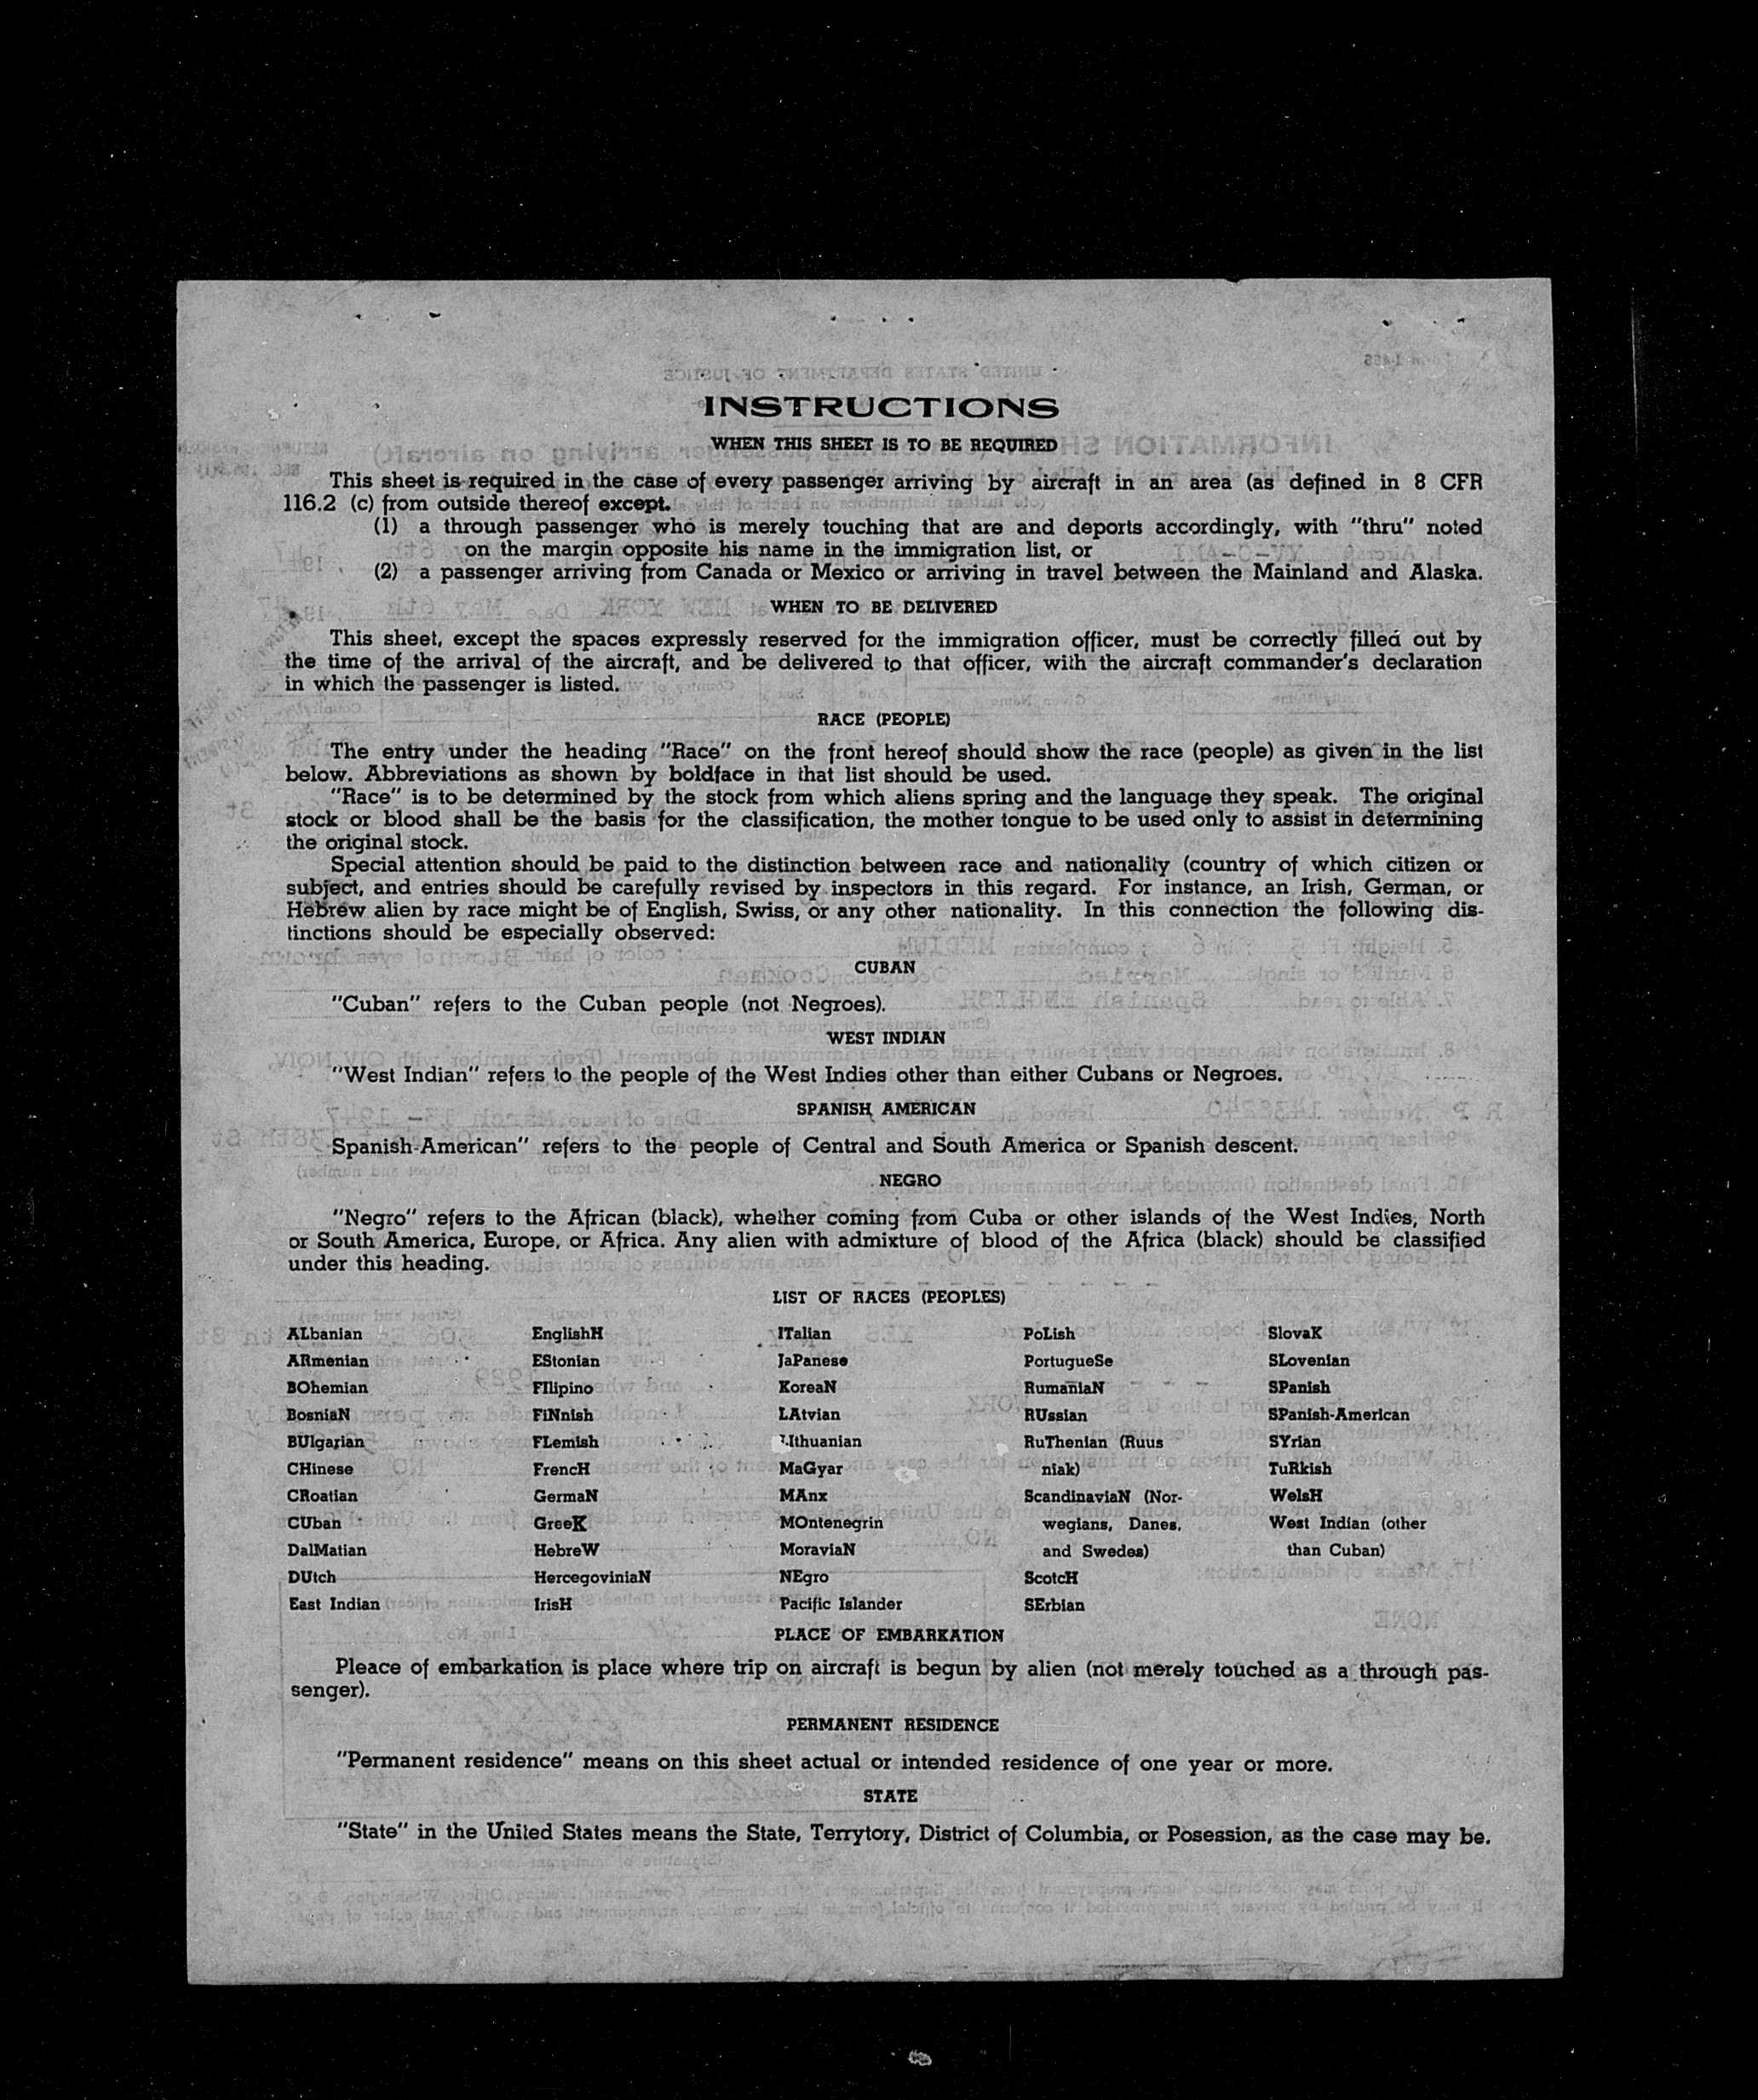 INSTRUCTIONS
WHEN THIS SHEET IS TO BE REQUIRED
This sheet is required in the case of every passenger arriving by aircraft in an area (as defined in 8 CFR
116.2 (c) from outside thereof except.
(1) a through passenger who is merely touching that are and deports accordingly, with "thru" noted
on the margin opposite his name in the immigration list, or
(2) a passenger arriving from Canada or Mexico or arriving in travel between the Mainland and Alaska.
WHEN TO BE DELIVERED
This sheet, except the spaces expressly reserved for the immigration officer, must be correctly filled out by
the time of the arrival of the aircraft, and be delivered to that officer, with the aircraft commander's declaration
in which the passenger is listed.
RACE (PEOPLE)
The entry under the heading "Race" on the front hereof should show the race (people) as given in the list
below. Abbreviations as shown by boldface in that list should be used.
"Race" is to be determined by the stock from which aliens spring and the language they speak. The original
stock or blood shall be the basis for the classification, the mother tongue to be used only to assist in determining
the original stock.
Special attention should be paid to the distinction between race and nationality (country of which citizen or
subject, and entries should be carefully revised by inspectors in this regard. For instance, an Irish, German, or
Hebrew alien by race might be of English, Swiss, or any other nationality. In this connection the following dis-
tinctions should be especially observed:
CUBAN
"Cuban" refers to the Cuban people (not Negroes).
WEST INDIAN
"West Indian" refers to the people of the West Indies other than either Cubans or Negroes.
SPANISH AMERICAN
Spanish-American" refers to the people of Central and South America or Spanish descent.
NEGRO
"Negro" refers to the African (black), whether coming from Cuba or other islands of the West Indies, North
or South America, Europe, or Africa. Any alien with admixture of blood of the Africa (black) should be classified
under this heading.
LIST OF RACES (PEOPLES)
ALbanian
ARmenian
BOhemian
BosniaN
BUlgarian
CHinese
CRoatian
CUban
DalMatian
DUtch
East Indian
EnglisH
EStonian
FIlipino
FiNnish
FLemish
FrencH
GermaN
GreeK
HebreW
HercegoviniaN
IrisH
ITalian
JaPanese
KoreaN
LAtvian
LIthuanian
MaGyar
MAnx
MOntenegrin
MoraviaN
NEgro
Pacific Islander
PoLish
PortugueSe
RumaniaN
RUssian
RuThenian (Ruus
niak)
ScandinaviaN (Nor-
wegians, Danes,
and Swedes)
ScotcH
SErbian
SlovaK
SLovenian
SPanish
SPanish-American
SYrian
TuRkish
WelsH
West Indian (other
than Cuban)
PLACE OF EMBARKATION
Pleace of embarkation is place where trip on aircraft is begun by alien (not merely touched as a through pas-
senger).
PERMANENT RESIDENCE
"Permanent residence" means on this sheet actual or intended residence of one year or more.
STATE
"State" in the United States means the State, Terrytory, District of Columbia, or Posession, as the case may be.